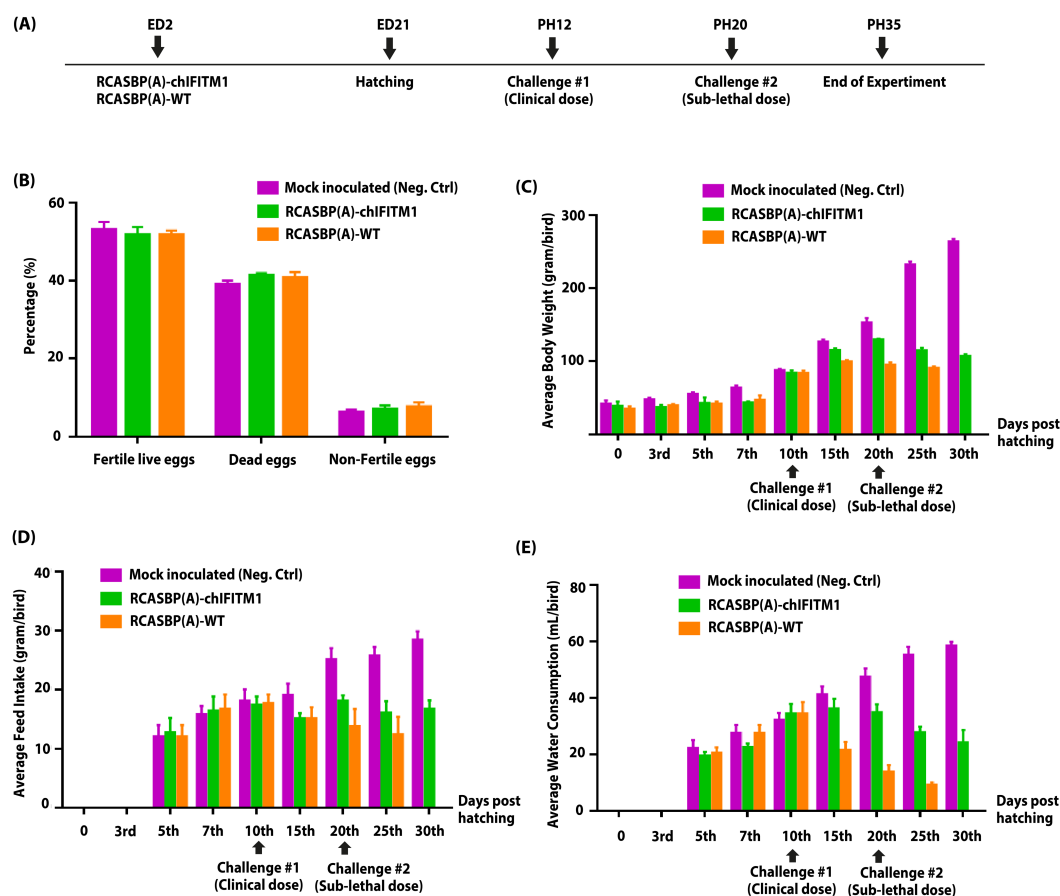 (A)
ED2
ED21
PH12
PH20
PH35
RCASBP(A)-chIFITM1
RCASBP(A)-WT
Hatching
Challenge #1
(Clinical dose)
Challenge #2
(Sub-lethal dose)
End of Expertiment
(B)
Mock inoculated (Neg. Ctrl)
RCASBP(A)-chIFITM1
RCASBP(A)-WT
Percentage (%)
60
40
20
0
Fertile live eggs
Dead eggs
Non-Fertile eggs
(C)
Mock inoculated (Neg. Ctrl)
RCASBP(A)-chIFITM1
RCASBP(A)-WT
Average Body Weight (gram/bird)
300
200
100
0 3rd 5th 7th 10th 15th 20th 25th 30th
Days post
hatching
Challenge #1
(Clinical dose)
Challenge #2
(Sub-lethal dose)
(D)
Mock inoculated (Neg. Ctrl)
RCASBP(A)-chIFITM1
RCASBP(A)-WT
Average Feed Intake (gram/bird)
40
30
20
10
0
0 3rd 5th 7th 10th 15th 20th 25th 30th
Days post
hatching
Challenge #1
(Clinical dose)
Challenge #2
(Sub-lethal dose)
(E)
Mock inoculated (Neg. Ctrl)
RCASBP(A)-chIFITM1
RCASBP(A)-WT
Average Water Consumption (mL/bird)
80
60
40
20
0
0 3rd 5th 7th 10th 15th 20th 25th 30th
Days post
hatching
Challenge #1
(Clinical dose)
Challenge #2
(Sub-lethal dose)